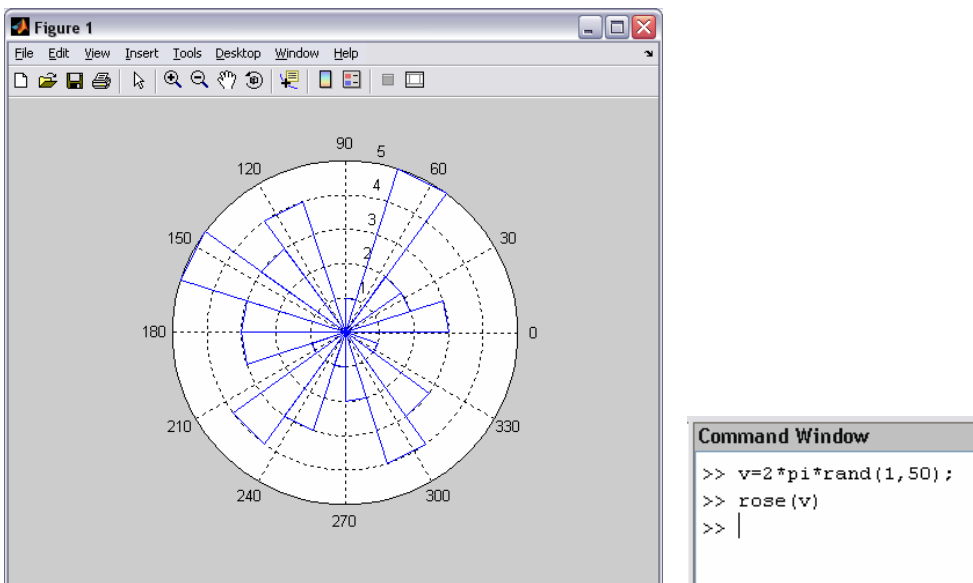 Figure 1
File Edit View Insert Tools Desktop Window Help
90
120 5 60
4
3
150 30
2
1
180 0
210 330
240 300
270
Command Window
>> v=2*pi*rand(1,50);
>> rose(v)
>>